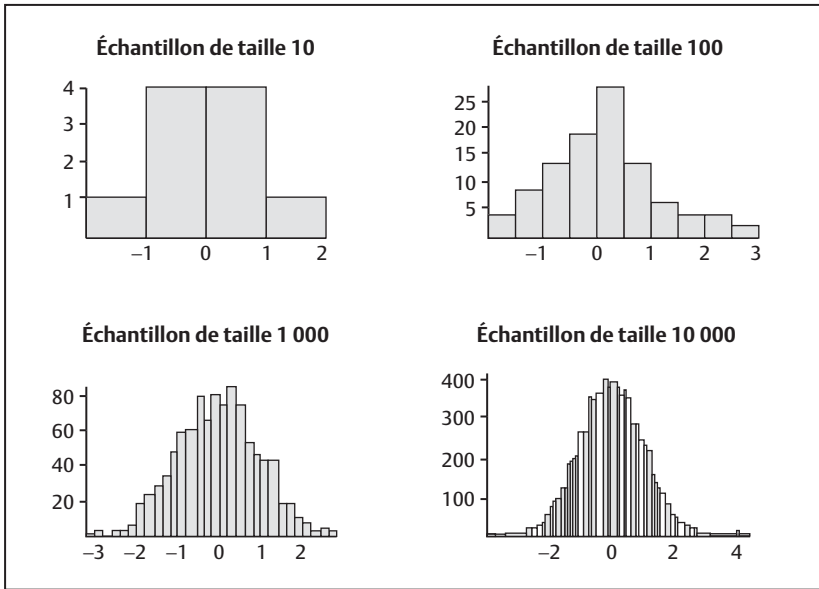 Échantillon de taille 10
4
3
2
1
–1 0 1 2
Échantillon de taille 100
25
20
15
10
5
–1 0 1 2 3
Échantillon de taille 1 000
80
60
40
20
–3 –2 –1 0 1 2
Échantillon de taille 10 000
400
300
200
100
–2 0 2 4